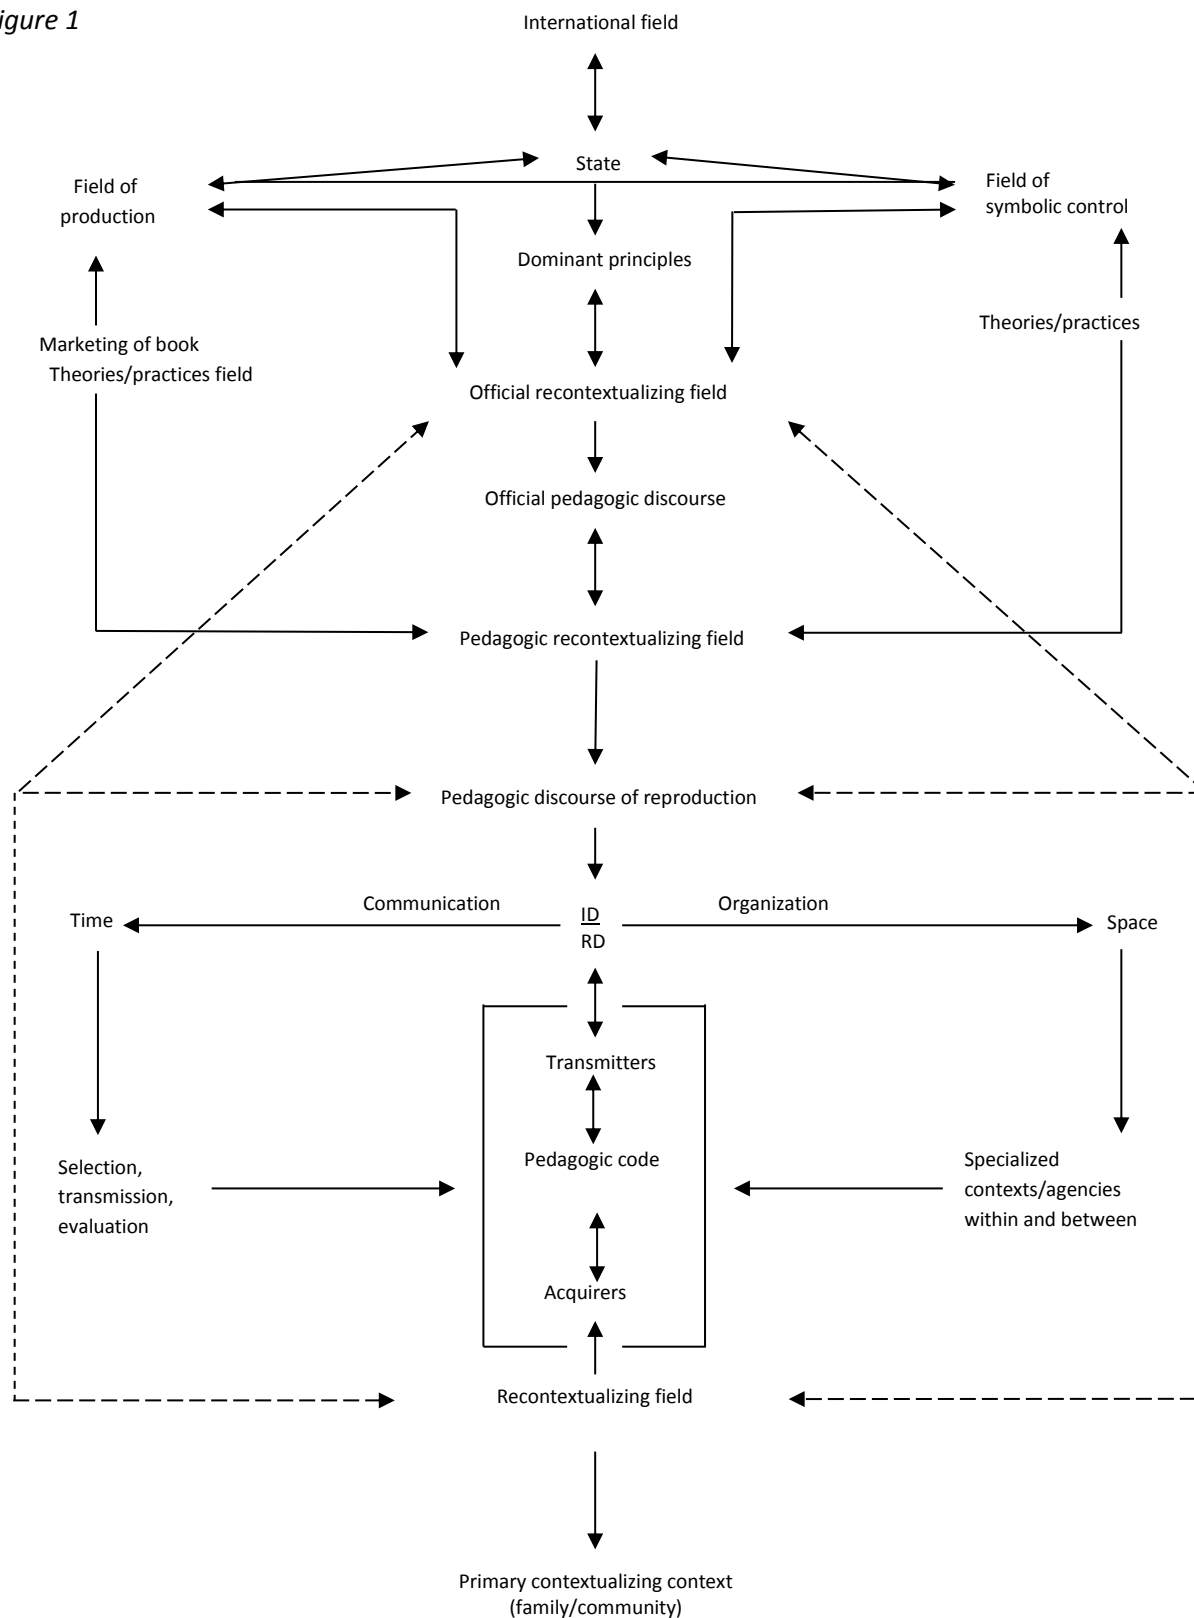 igure 1
International field
State
Field of
production
Field of
symbolic control
Dominant principles
Marketing of book
Theories/practices field
Theories/practices
Official recontextualizing field
Official pedagogic discourse
Pedagogic recontextualizing field
Pedagogic discourse of reproduction
Communication
Organization
Time
ID
RD
Space
Transmitters
Pedagogic code
Selection,
transmission,
evaluation
Specialized
contexts/agencies
within and between
Acquirers
Recontextualizing field
Primary contextualizing context
(family/community)